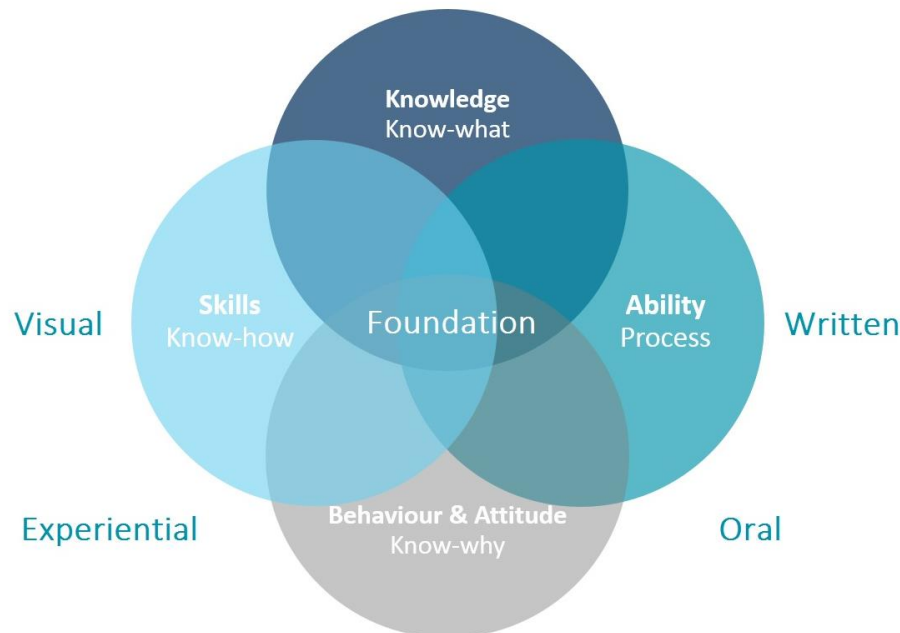 Knowledge
Know-what
Visual
Skills
Know-how
Foundation
Ability
Process
Written
Experiential
Behaviour & Attitude
Know-why
Oral